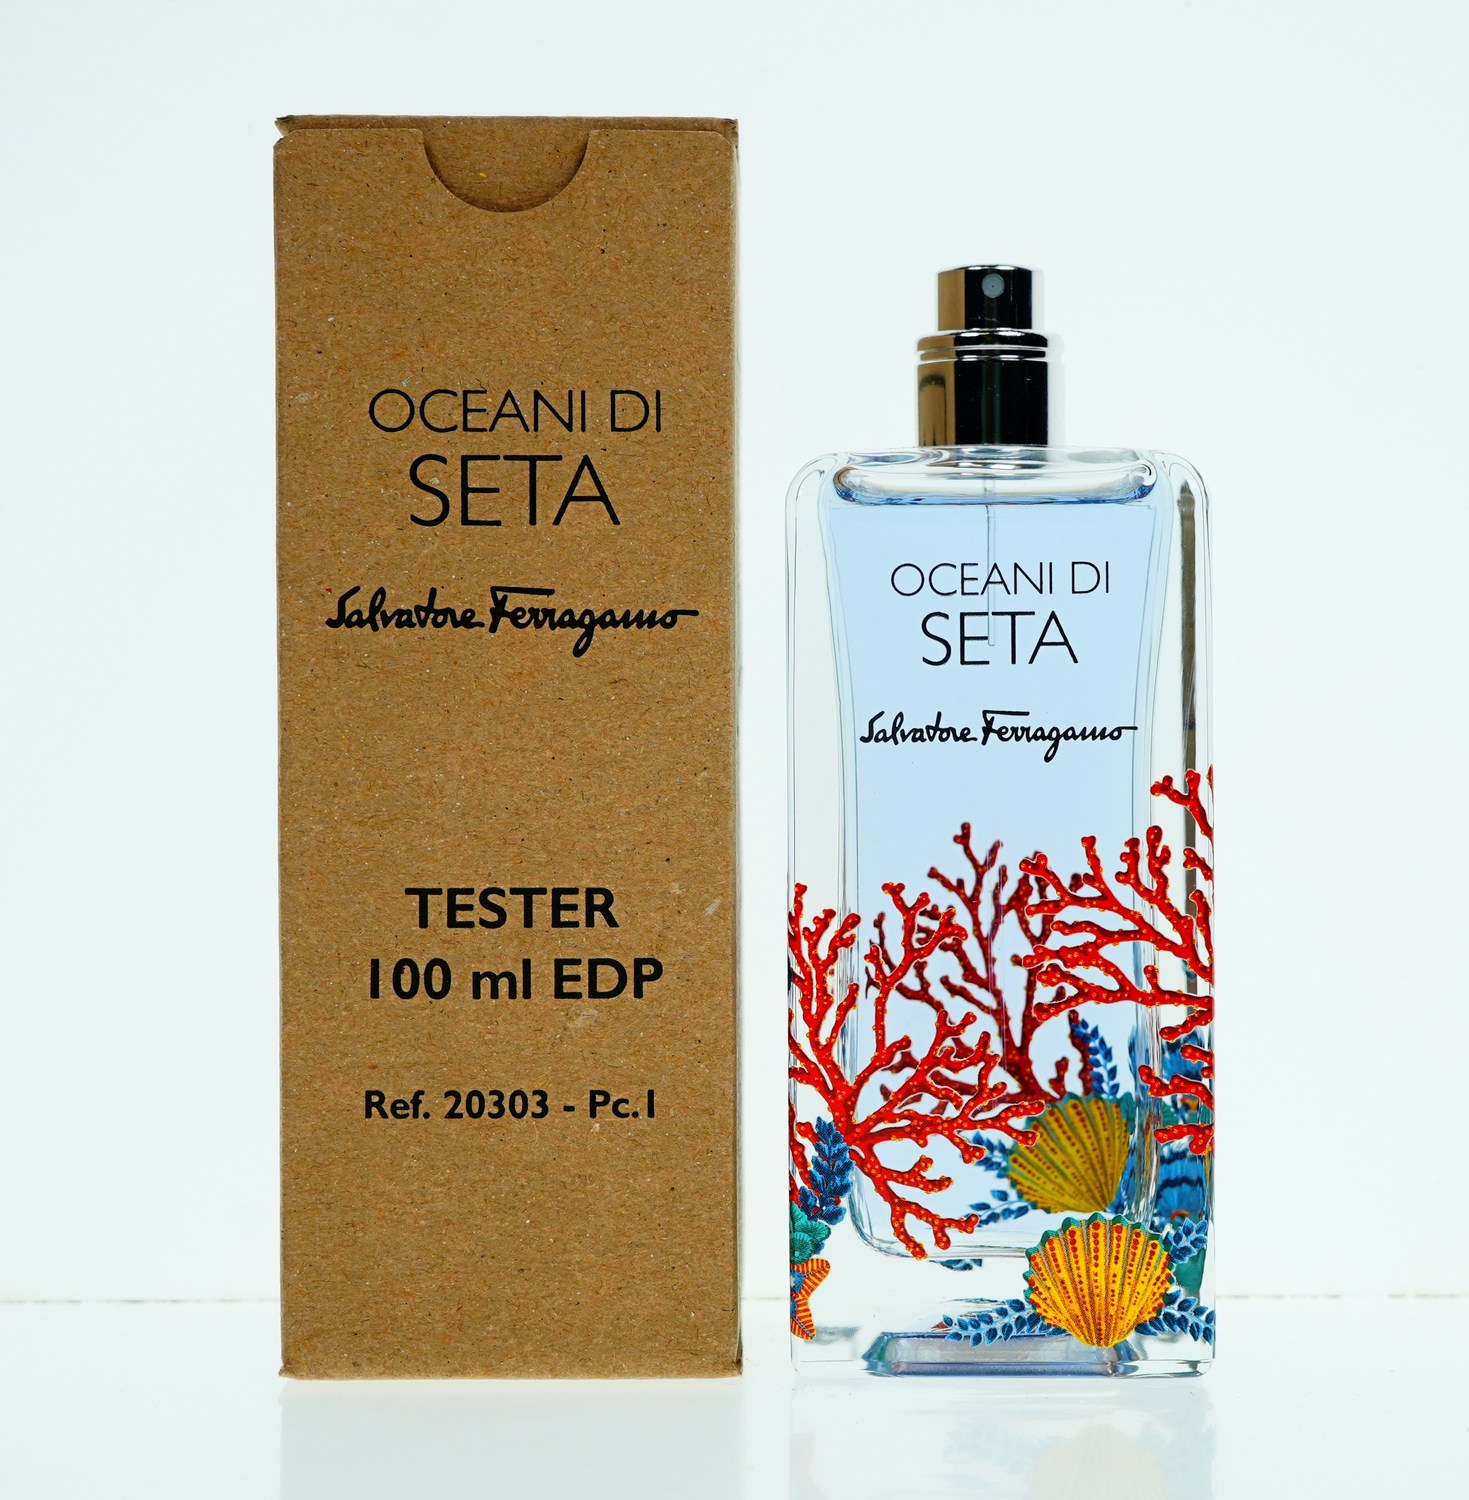 OCEANI DI
SETA
Salvatore Ferragamo
TESTER
100 ml EDP
Ref. 20303 - Pc.1
OCEANI DI
SETA
Salvatore Ferragamo